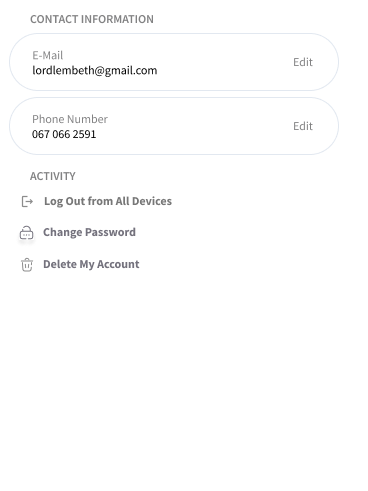 CONTACT INFORMATION
E-Mail
lordlembeth@gmail.com
Edit
Phone Number
067 066 2591
Edit
ACTIVITY
Log Out from All Devices
Change Password
Delete My Account